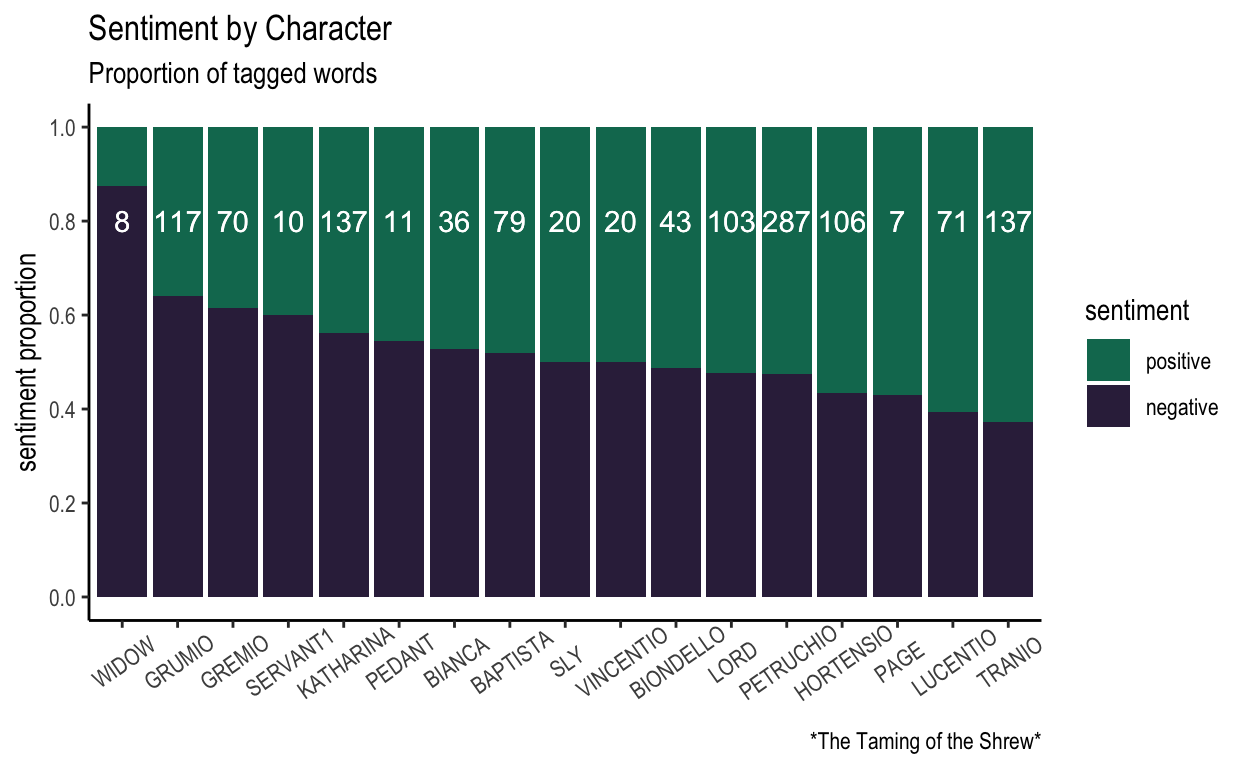 Sentiment by Character
Proportion of tagged words
sentiment proportion
1.0
0.8
0.6
0.4
0.2
0.0
8 117 70 10 137 11 36 79 20 20 43 103 287 106 7 71 137
WIDOW GRUMIO GREMIO SERVANT1 KATHARINA PEDANT BIANCA BAPTISTA SLY VINCENTIO BIONDELLO LORD PETRUCHIO HORTENSIO PAGE LUCENTIO TRANIO
sentiment
positive
negative
*The Taming of the Shrew*